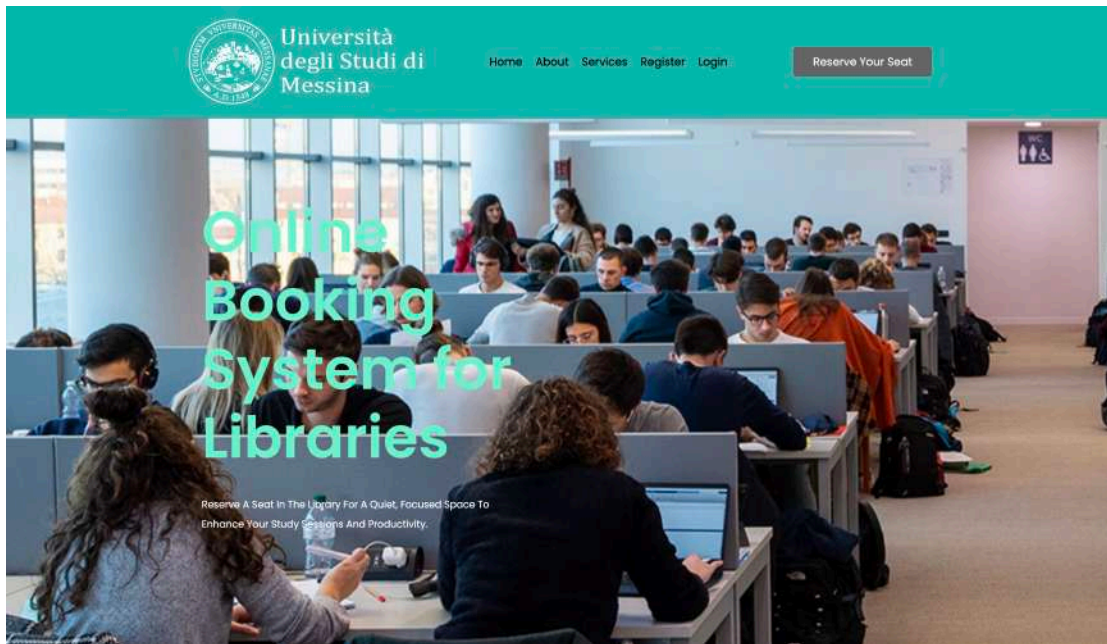 Università
degli Studi di
Messina
Home About Services Register Login
Reserve Your Seat
WC
Online
Booking
System for
Libraries
Reserve A Seat In The Library For A Quiet, Focused Space To
Enhance Your Study Sessions And Productivity.